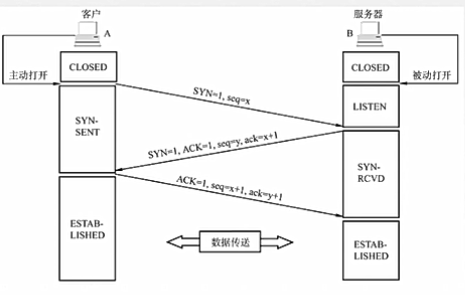 客户
服务器
A
B
主动打开
CLOSED
CLOSED
被动打开
SYN=1, seq=x
LISTEN
SYN-
SENT
SYN=1, ACK=1, seq=y, ack=x+1
SYN-
RCVD
ACK=1, seq=x+1, ack=y+1
ESTAB-
LISHED
数据传送
ESTAB-
LISHED